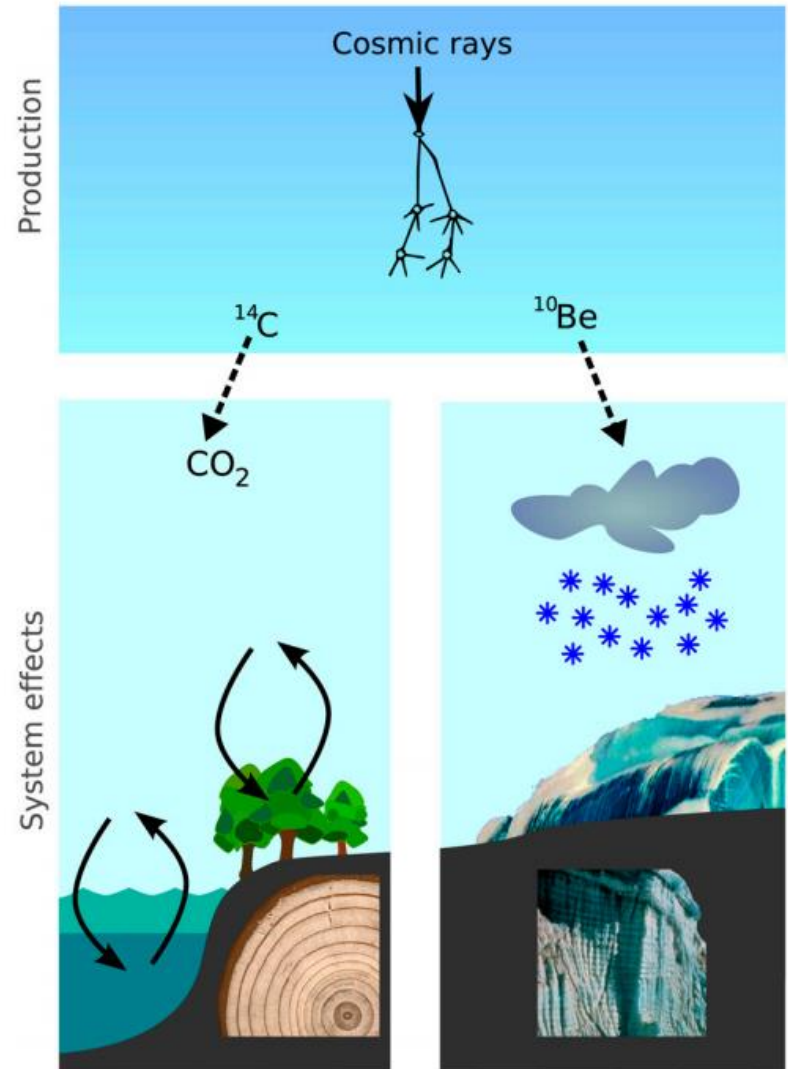 Production
Cosmic rays
¹⁴C
¹⁰Be
System effects
CO₂